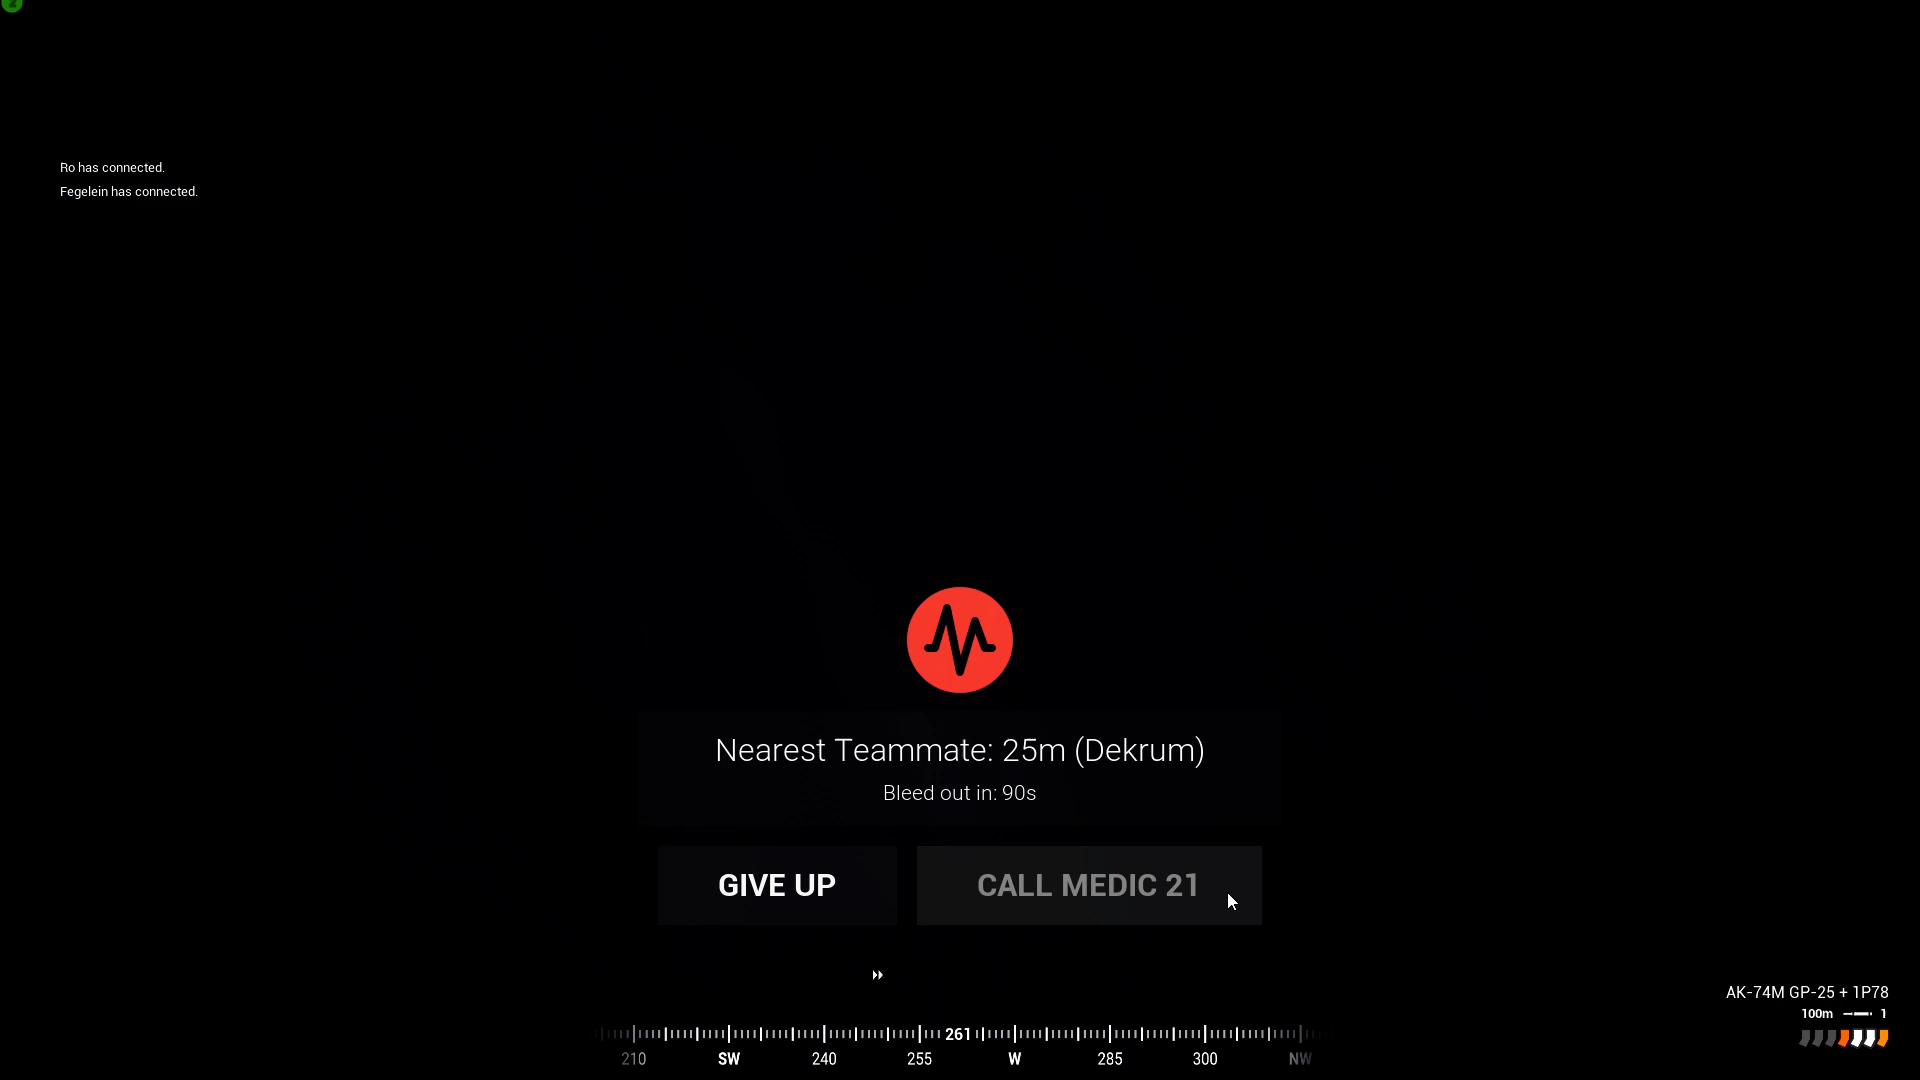 2
Ro has connected.
Fegelein has connected.
Nearest Teammate: 25m (Dekrum)
Bleed out in: 90s
GIVE UP
CALL MEDIC 21
AK-74M GP-25 + 1P78
100m 1
261
210 SW 240 255 W 285 300 NW